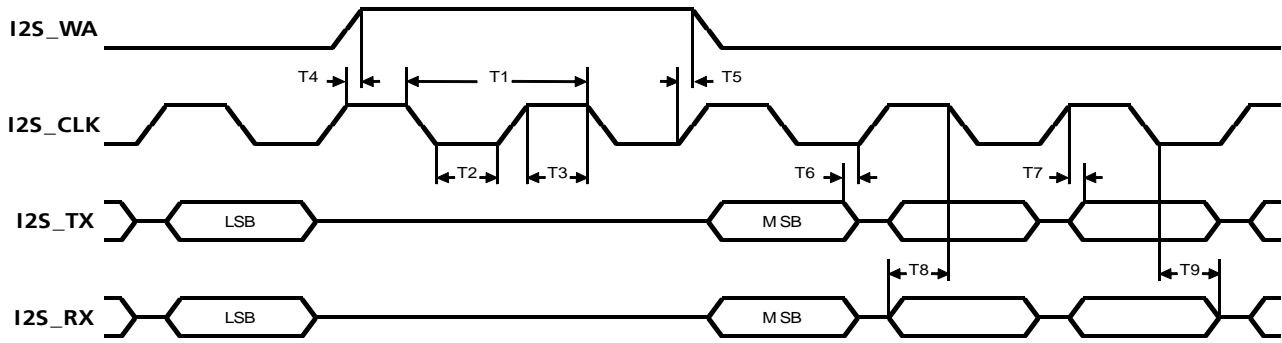 I2S_WA
T4
T1
T5
I2S_CLK
T2
T3
T6
T7
I2S_TX
LSB
MSB
T8
T9
I2S_RX
LSB
MSB